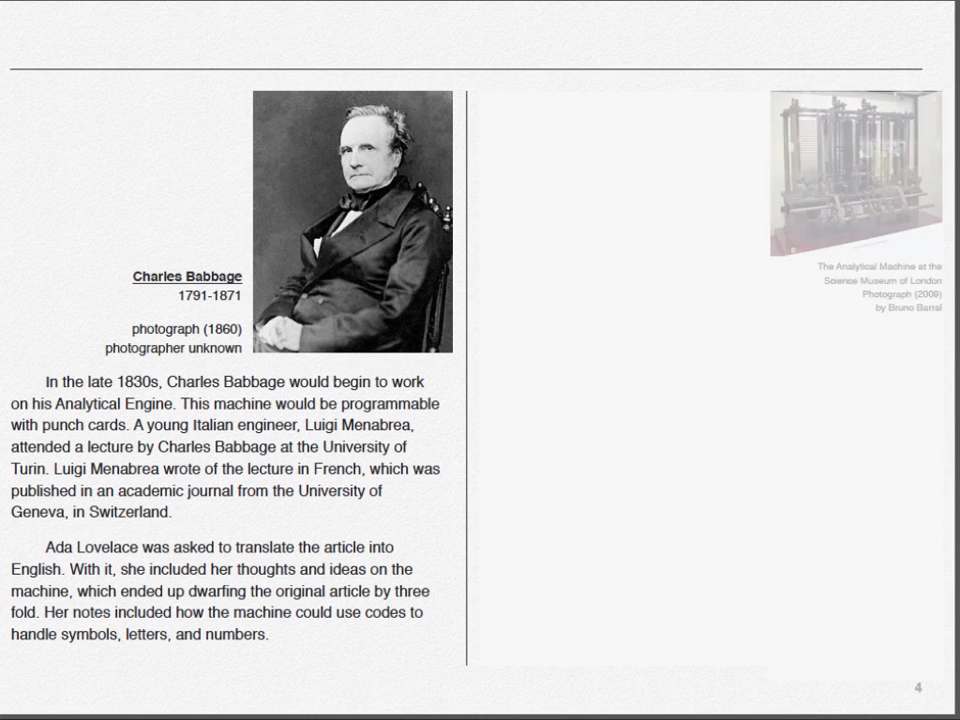 Charles Babbage
1791-1871
photograph (1860)
photographer unknown
In the late 1830s, Charles Babbage would begin to work
on his Analytical Engine. This machine would be programmable
with punch cards. A young Italian engineer, Luigi Menabrea,
attended a lecture by Charles Babbage at the University of
Turin. Luigi Menabrea wrote of the lecture in French, which was
published in an academic journal from the University of
Geneva, in Switzerland.
Ada Lovelace was asked to translate the article into
English. With it, she included her thoughts and ideas on the
machine, which ended up dwarfing the original article by three
fold. Her notes included how the machine could use codes to
handle symbols, letters, and numbers.
The Analytical Machine at the
Science Museum of London
Photograph (2009)
by Bruno Barral
4